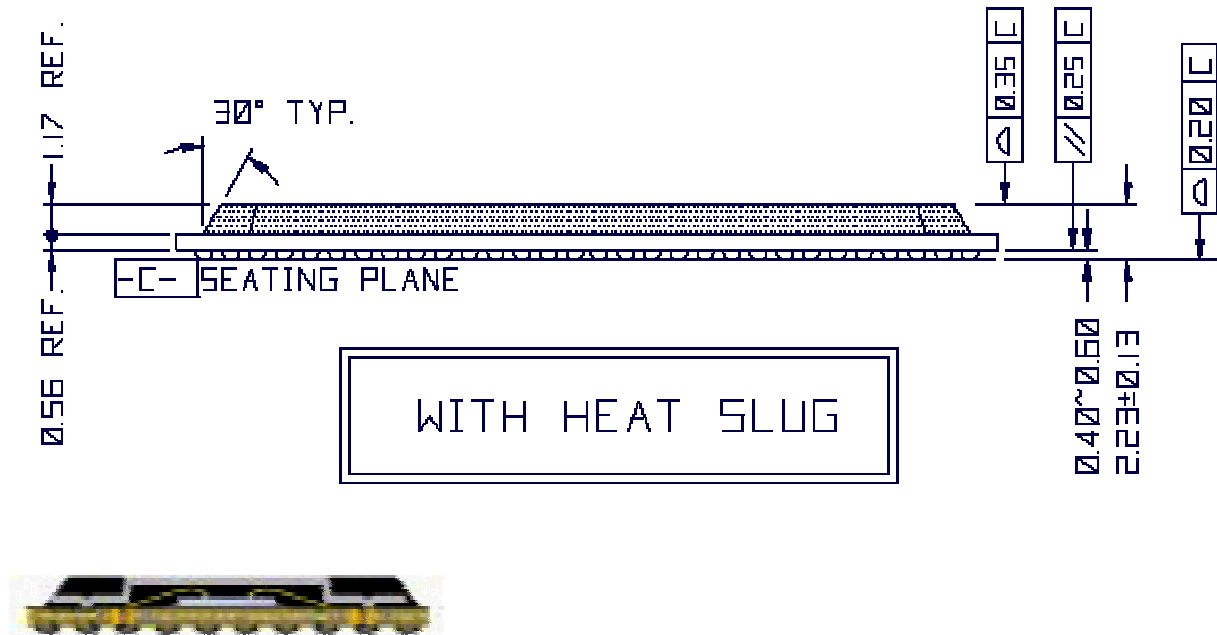 1.17 REF.
0.56 REF.
30° TYP.
-C- SEATING PLANE
0.35 C
// 0.25 C
0.20 C
0.40~0.60
2.23±0.13
WITH HEAT SLUG